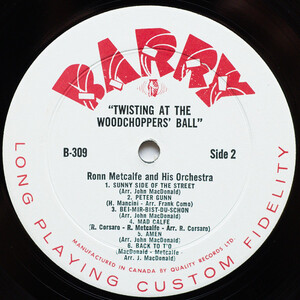 BARRY
"TWISTING AT THE
WOODCHOPPERS' BALL"
B-309
Side 2
Ronn Metcalfe and His Orchestra
1. SUNNY SIDE OF THE STREET
(Arr. John MacDonald)
2. PETER GUNN
(H. Mancini - Arr. Frank Como)
3. BEI-MIR-BIST-DU-SCHON
(Arr. John MacDonald)
4. MAD CALFE
(R. Corsaro - R. Metcalfe - Arr. R. Corsaro)
5. AMEN
(Arr. John MacDonald)
6. BACK TO T'O
(MacDonald - Metcalfe
Arr. J. MacDonald)
MANUFACTURED IN CANADA BY QUALITY RECORDS LTD.
LONG PLAYING CUSTOM FIDELITY